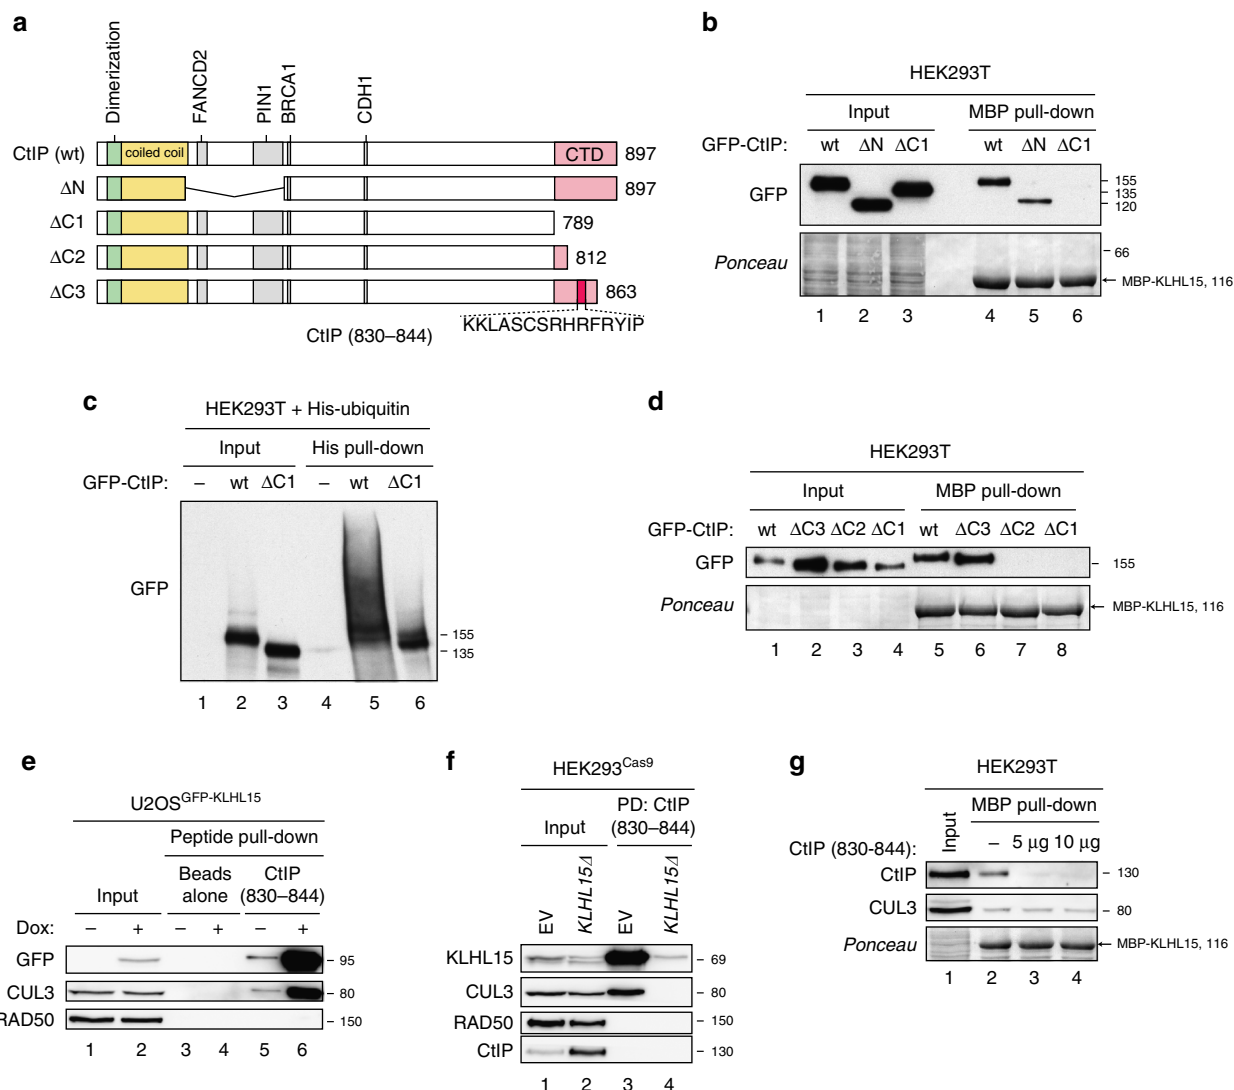 a
Dimerization
FANCD2
PIN1
BRCA1
CDH1
CtIP (wt)
coiled coil
CTD
897
ΔN
897
ΔC1
789
ΔC2
812
ΔC3
863
CtIP (830–844)
KKLASCSRHRFRYIP
b
HEK293T
Input
MBP pull-down
GFP-CtIP: wt ΔN ΔC1 wt ΔN ΔC1
GFP
155
135
120
Ponceau
66
MBP-KLHL15, 116
1 2 3 4 5 6
c
HEK293T + His-ubiquitin
Input
His pull-down
GFP-CtIP: – wt ΔC1 – wt ΔC1
GFP
155
135
1 2 3 4 5 6
d
HEK293T
Input
MBP pull-down
GFP-CtIP: wt ΔC3 ΔC2 ΔC1 wt ΔC3 ΔC2 ΔC1
GFP
155
Ponceau
MBP-KLHL15, 116
1 2 3 4 5 6 7 8
e
U2OS GFP-KLHL15
Peptide pull-down
Input
Beads alone
CtIP (830–844)
Dox: – + – + – +
GFP
95
CUL3
80
RAD50
150
1 2 3 4 5 6
f
HEK293 Cas9
Input
PD: CtIP (830–844)
EV KLHL15Δ EV KLHL15Δ
KLHL15
69
CUL3
80
RAD50
150
CtIP
130
1 2 3 4
g
HEK293T
Input
MBP pull-down
CtIP (830-844): – 5 µg 10 µg
CtIP
130
CUL3
80
Ponceau
MBP-KLHL15, 116
1 2 3 4